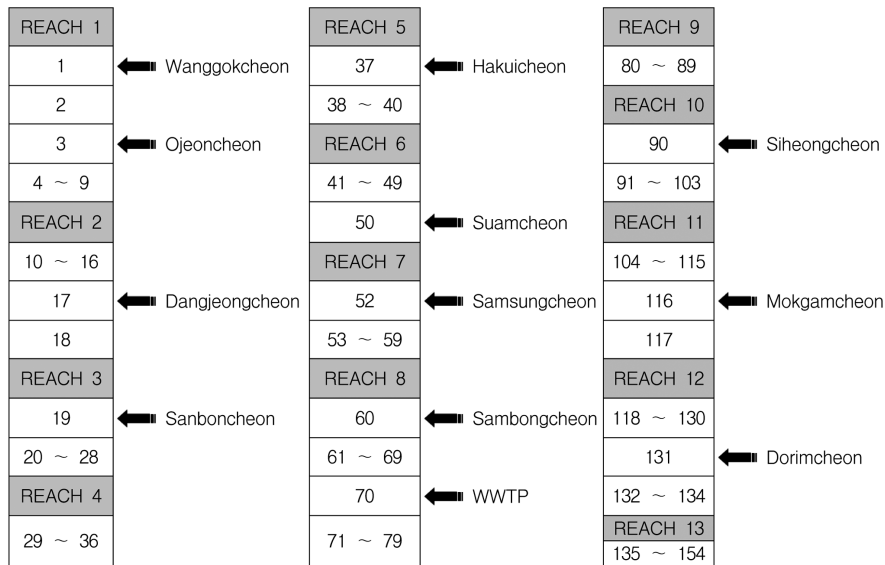 REACH 1
1 Wanggokcheon
2
3 Ojeoncheon
4 ~ 9
REACH 2
10 ~ 16
17 Dangjeongcheon
18
REACH 3
19 Sanboncheon
20 ~ 28
REACH 4
29 ~ 36
REACH 5
37 Hakuicheon
38 ~ 40
REACH 6
41 ~ 49
50 Suamcheon
REACH 7
52 Samsungcheon
53 ~ 59
REACH 8
60 Sambongcheon
61 ~ 69
70 WWTP
71 ~ 79
REACH 9
80 ~ 89
REACH 10
90 Siheongcheon
91 ~ 103
REACH 11
104 ~ 115
116 Mokgamcheon
117
REACH 12
118 ~ 130
131 Dorimcheon
132 ~ 134
REACH 13
135 ~ 154